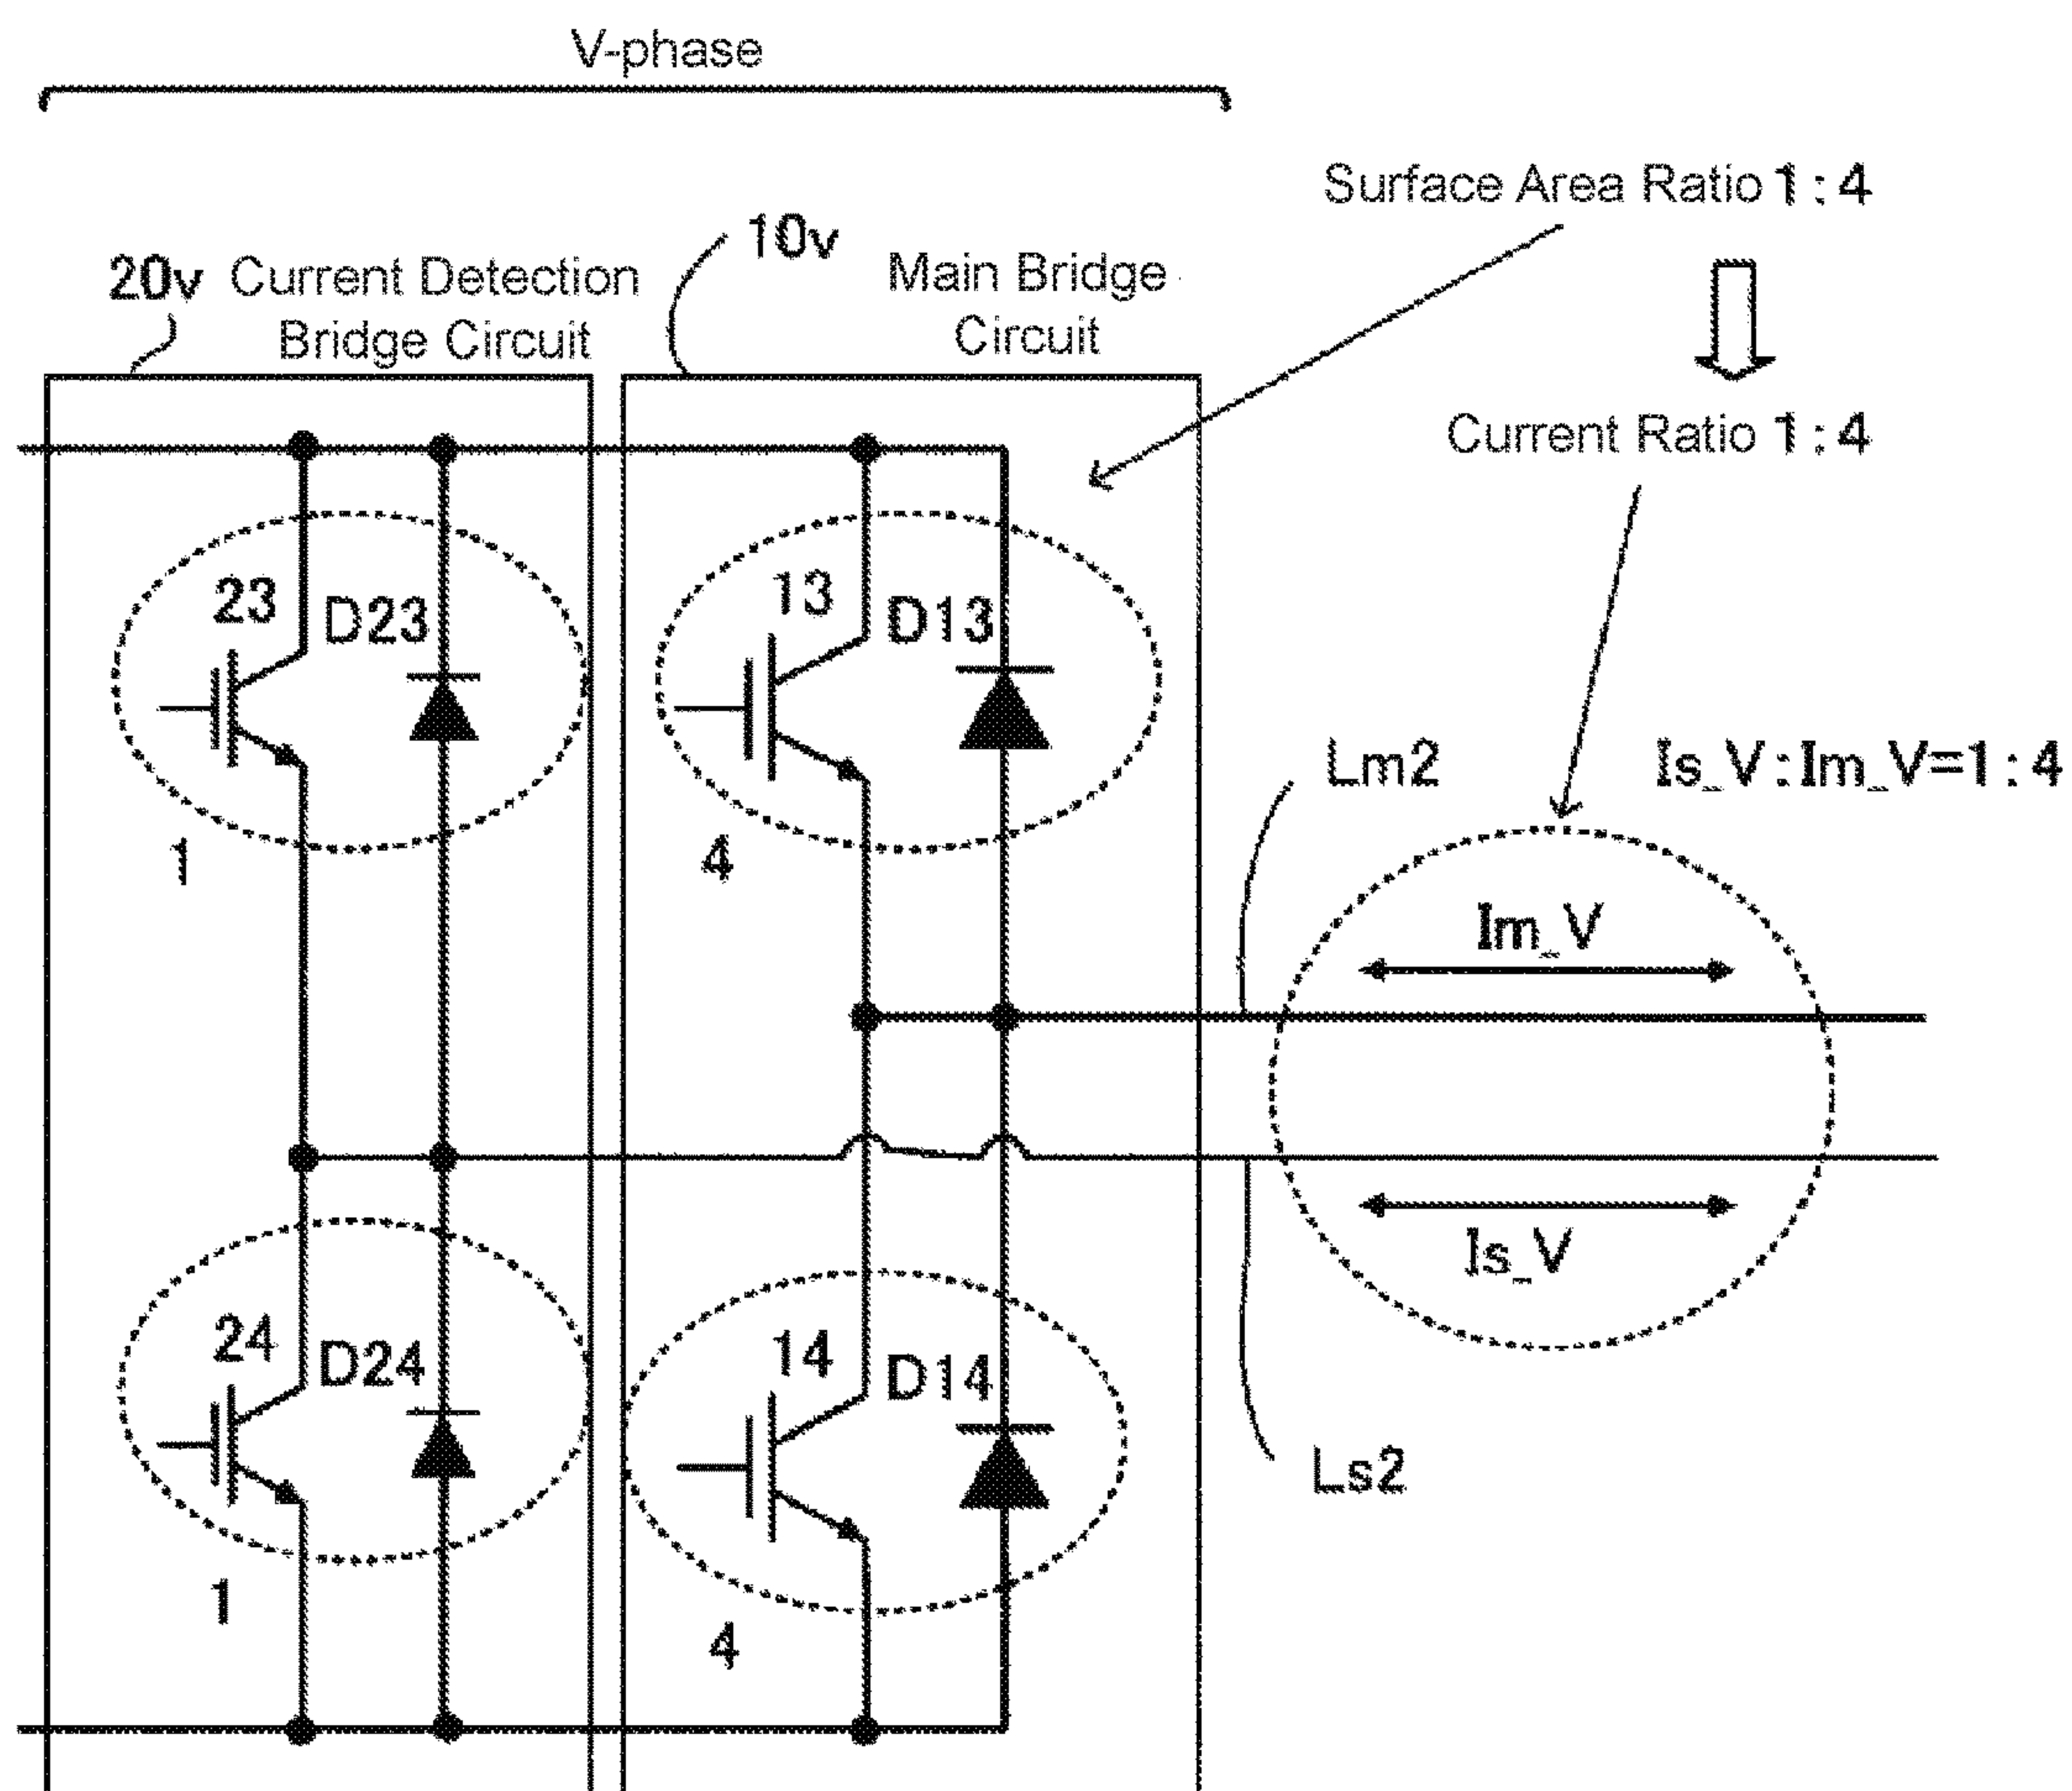 V-phase
Surface Area Ratio 1:4
10v
20v Current Detection
Bridge Circuit
Main Bridge
Circuit
Current Ratio 1:4
23
D23
13
D13
1
4
Lm2
Is_V:Im_V=1:4
Im_V
Is_V
24
D24
14
D14
Ls2
1
4